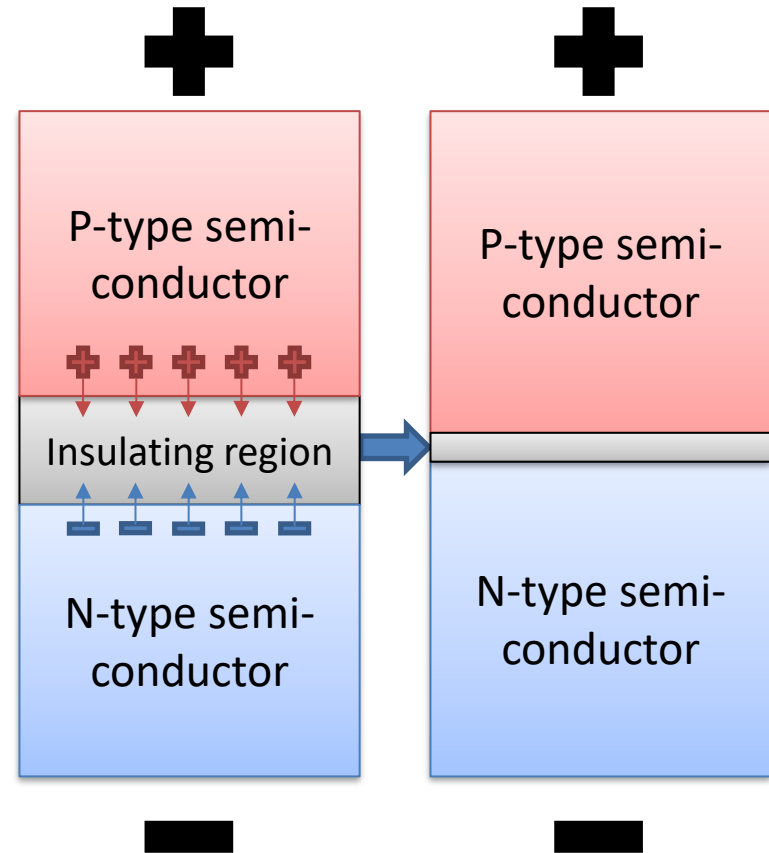 P-type semi-
conductor
Insulating region
N-type semi-
conductor
P-type semi-
conductor
N-type semi-
conductor